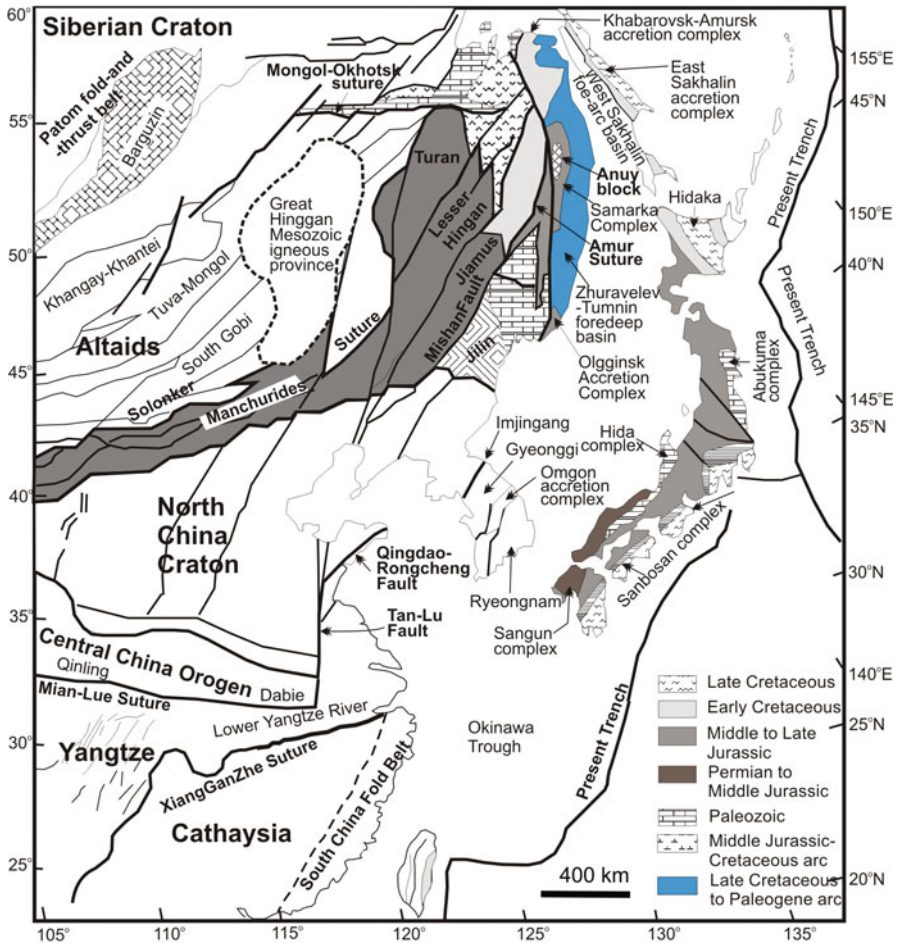 60°
Siberian Craton
Khabarovsk-Amursk
accretion complex
155°E
Mongol-Okhotsk
suture
East
Sakhalin
accretion
complex
Patom fold-and
-thrust belt
Barguzin
West Sakhalin
foe-arc basin
45°N
55°
Turan
Anuy
block
Hidaka
Present Trench
Great
Hinggan
Mesozoic
igneous
province
Lesser
Hingan
Samarka
Complex
150°E
Khangay-Khantei
Amur
Suture
50°
Jiamus
40°N
Tuva-Mongol
Zhuravelev
-Tumnin
foredeep
basin
Suture
Mishan Fault
South Gobi
Altaids
Jilin
Present Trench
45°
Olgginsk
Accretion
Complex
Abukuma
complex
Solonker
Manchurides
145°E
35°N
Imjingang
Gyeonggi
Hida
complex
Omgon
accretion
complex
40°
North
China
Craton
Qingdao-
Rongcheng
Fault
Sanbosan complex
30°N
Ryeongnam
35°
Tan-Lu
Fault
Sangun
complex
Central China Orogen
Qinling
Dabie
140°E
Mian-Lue Suture
Late Cretaceous
Lower Yangtze River
Early Cretaceous
25°N
30°
Yangtze
Okinawa
Trough
Middle to Late
Jurassic
XiangGanZhe Suture
Present Trench
Permian to
Middle Jurassic
South China Fold Belt
Paleozoic
Cathaysia
Middle Jurassic-
Cretaceous arc
25°
400 km
Late Cretaceous
to Paleogene arc
20°N
105°
110°
115°
120°
125°
130°
135°